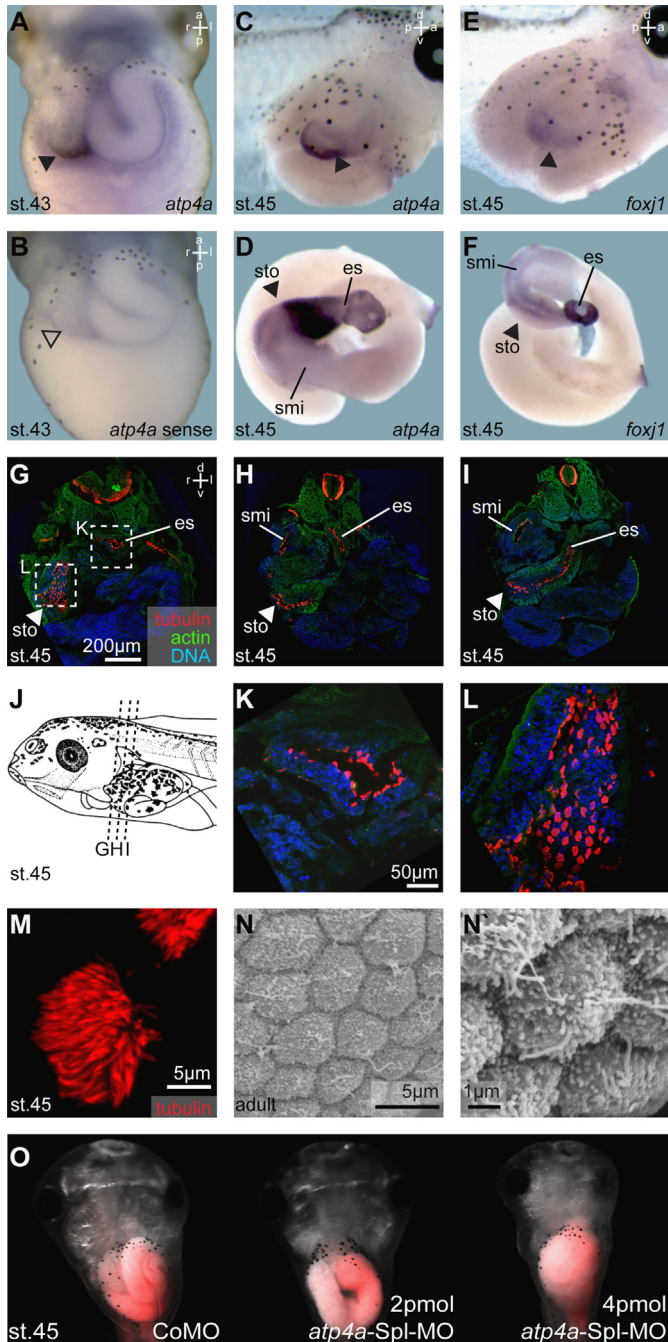 A
a
r l
p
st.43
atp4a
C
d
p a
v
st.45
atp4a
E
d
p a
v
st.45
foxj1
B
a
r l
p
st.43
atp4a sense
D
sto
es
smi
st.45
atp4a
F
smi
es
sto
st.45
foxj1
G
d
r l
v
K
es
L
sto
200µm
tubulin
actin
DNA
st.45
H
smi
es
sto
st.45
I
smi
es
sto
st.45
J
GHI
st.45
K
50µm
L
M
5µm
st.45
tubulin
N
adult
5µm
N`
1µm
O
st.45
CoMO
2pmol
atp4a-Spl-MO
4pmol
atp4a-Spl-MO